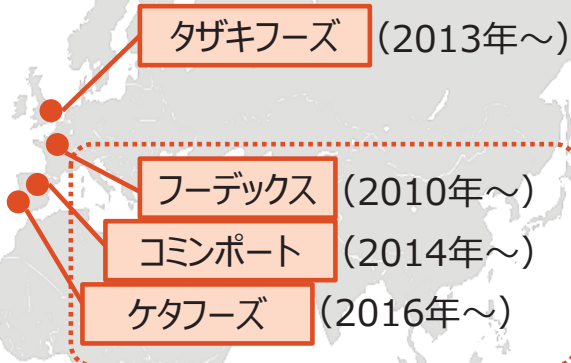 タザキフーズ（2013年～）
フーデックス（2010年～）
コミンポート（2014年～）
ケタフーズ（2016年～）